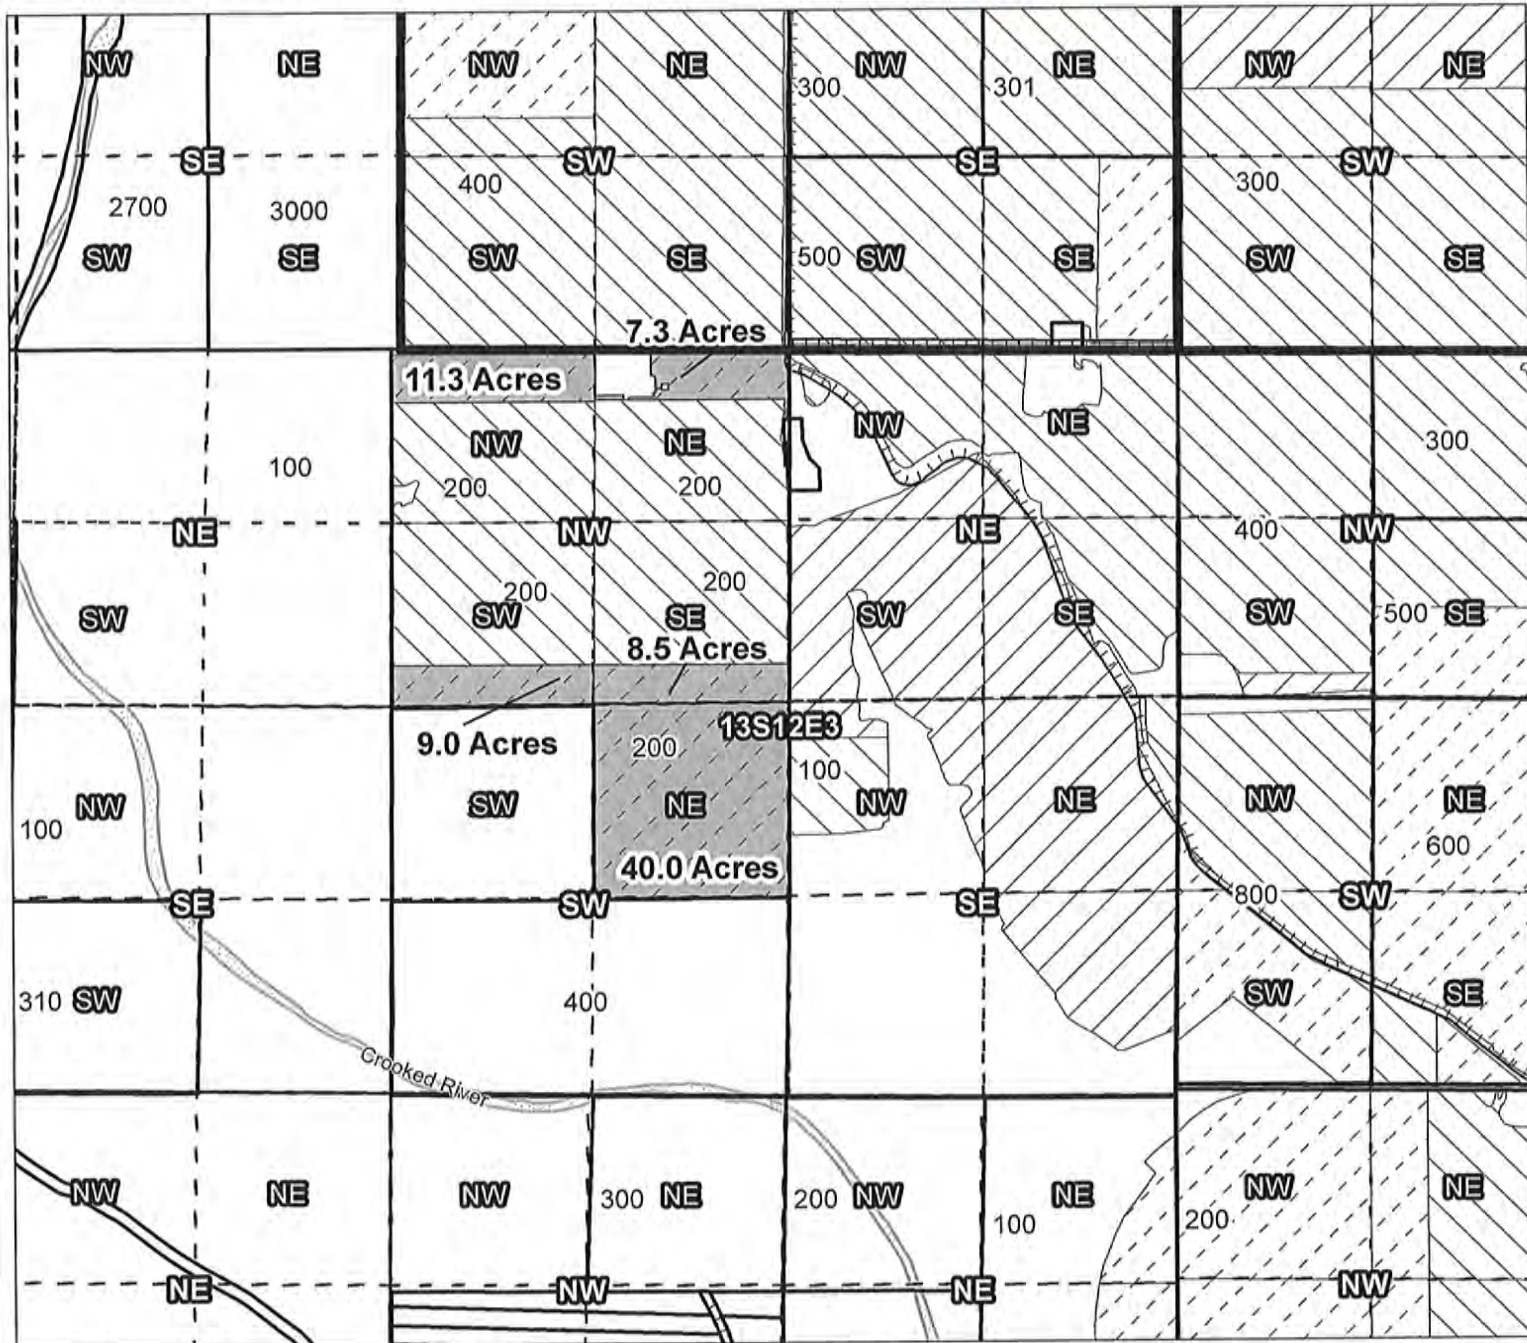 NW NE NW NE NW NE NW NE
300 301
SE SW SE SW
400 300
2700 3000
SW SE SW SE 500 SW SE SW SE
7.3 Acres
11.3 Acres
NW NE NW NE 300
100
200 200
NE NW NE 400 NW
200 200
SW SW SE SW SE SW 500 SE
8.5 Acres
13S12E3
9.0 Acres 200
100
NW SW NE NW NE NW NE
100
600
40.0 Acres
SE SW SE 800 SW
310 SW 400 SW SE
Crooked River
NW NE NW 300 NE 200 NW NE NW NE
100 200
NE NW NE NW